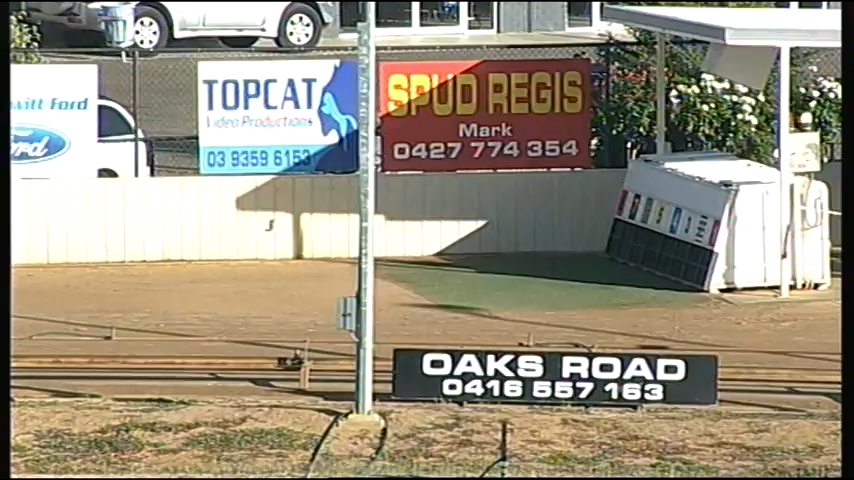 witt Ford
Ford
TOPCAT
Video Productions
03 9359 6153
SPUD REGIS
Mark
0427 774 354
OAKS ROAD
0416 557 163